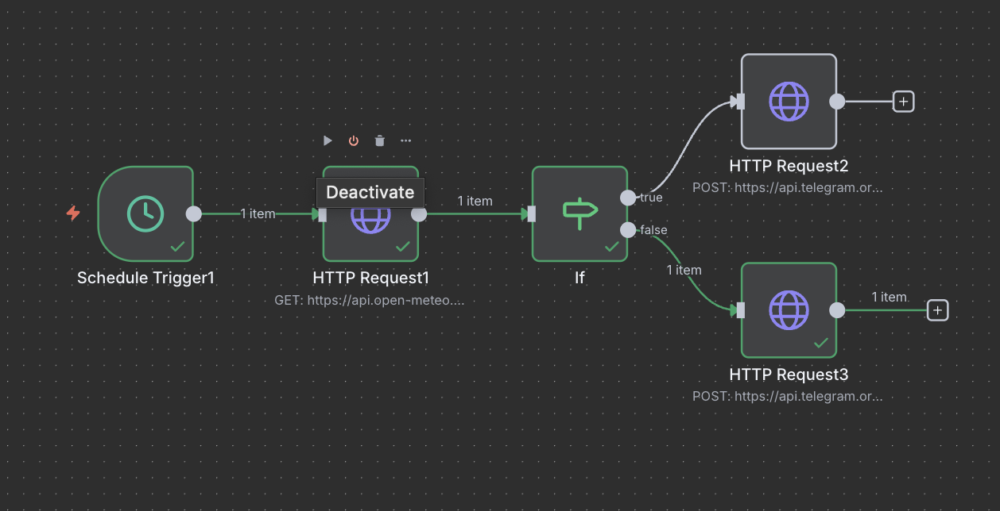 HTTP Request2
POST: https://api.telegram.or...
Deactivate
1 item
1 item
true
false
Schedule Trigger1
HTTP Request1
GET: https://api.open-meteo....
If
1 item
1 item
HTTP Request3
POST: https://api.telegram.or...